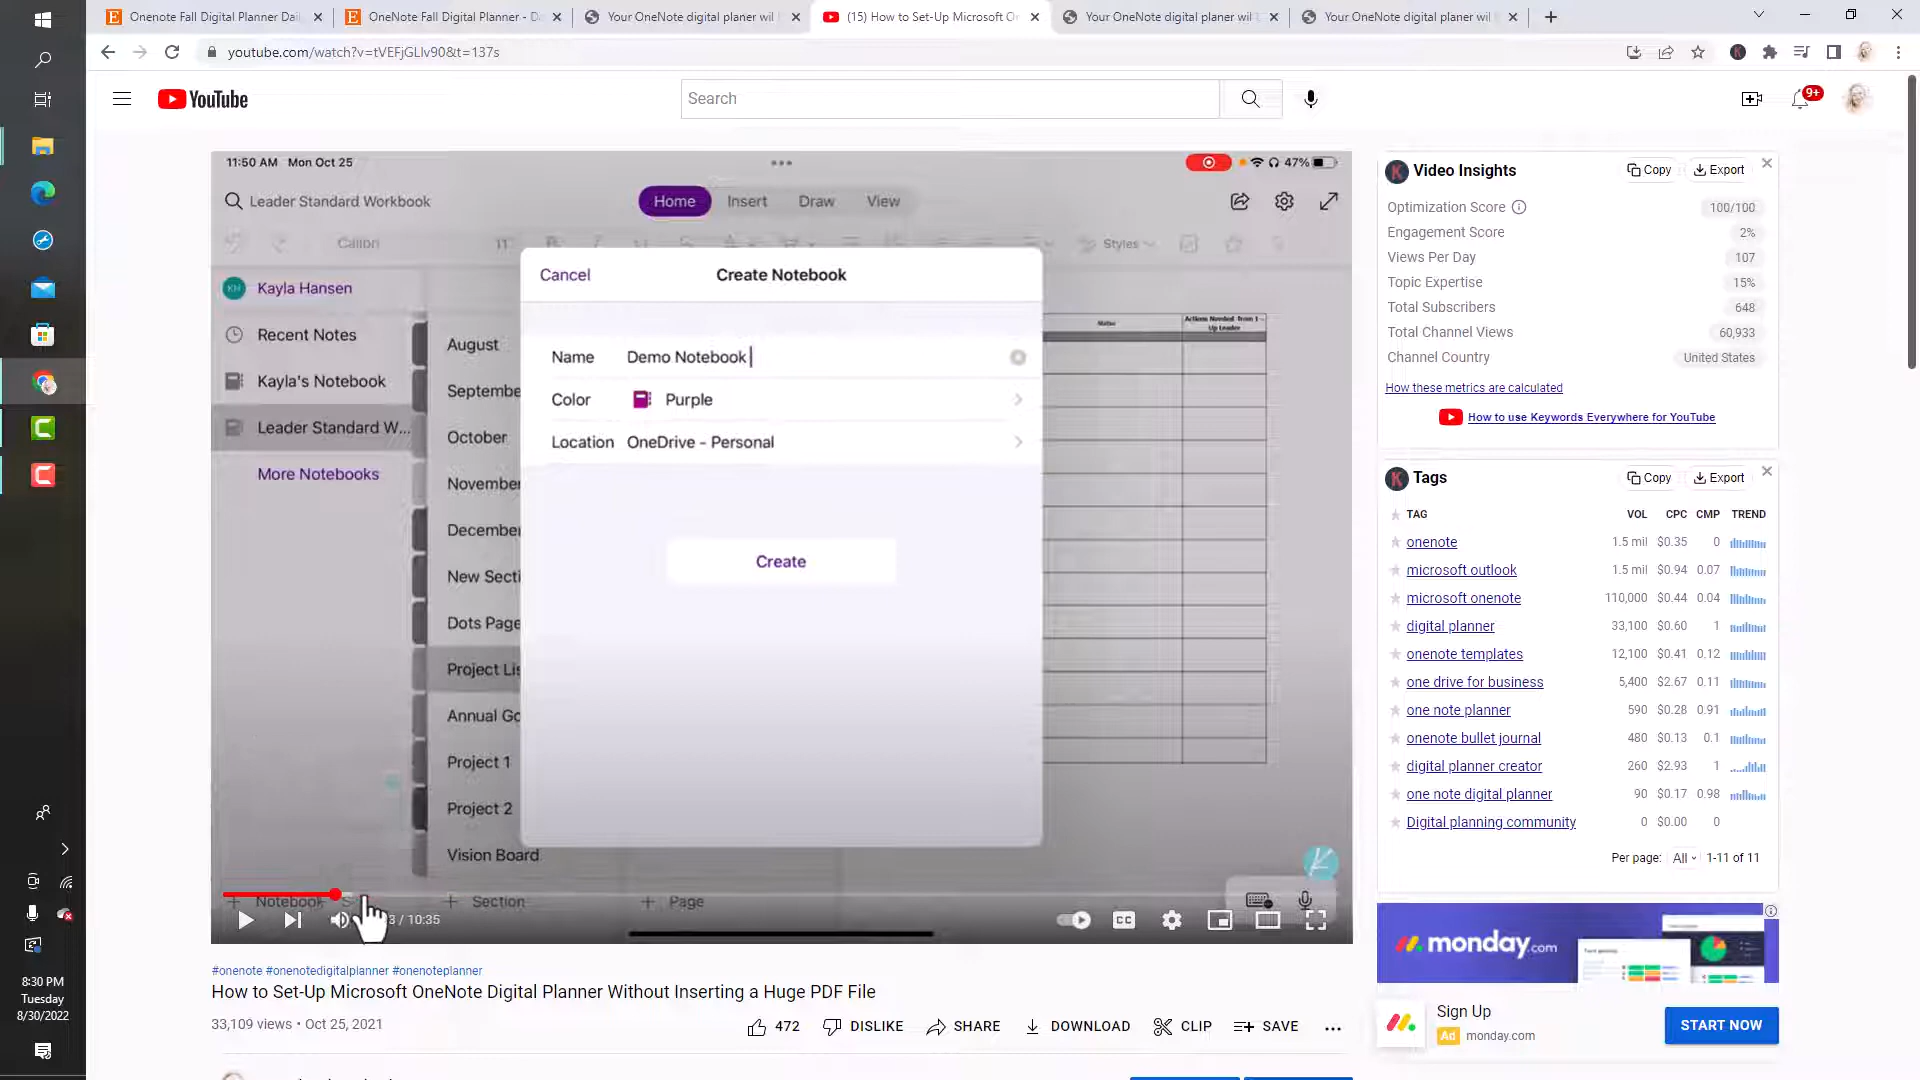 Onenote Fall Digital Planner Dail
OneNote Fall Digital Planner - Da
Your OneNote digital planer will
(15) How to Set-Up Microsoft O
Your OneNote digital planer will
Your OneNote digital planer will
youtube.com/watch?v=tVEFjGLlv90&t=137s
YouTube
Search
9+
11:50 AM Mon Oct 25
47%
Leader Standard Workbook
Home Insert Draw View
Calibri 11 Styles
Kayla Hansen
Recent Notes
Kayla's Notebook
Leader Standard W...
More Notebooks
August
Septembe
October
Novembe
Decembe
New Secti
Dots Page
Project Lis
Annual Go
Project 1
Project 2
Vision Board
Cancel Create Notebook
Name Demo Notebook
Color Purple
Location OneDrive - Personal
Create
Status
Actions Needed from 1-
Up Leader
Notebook
Section
Page
/ 10:35
CC
#onenote #onenotedigitalplanner #onenoteplanner
How to Set-Up Microsoft OneNote Digital Planner Without Inserting a Huge PDF File
33,109 views • Oct 25, 2021
472 DISLIKE SHARE DOWNLOAD CLIP SAVE
Video Insights Copy Export
Optimization Score 100/100
Engagement Score 2%
Views Per Day 107
Topic Expertise 15%
Total Subscribers 648
Total Channel Views 60,933
Channel Country United States
How these metrics are calculated
How to use Keywords Everywhere for YouTube
Tags Copy Export
TAG VOL CPC CMP TREND
onenote 1.5 mil $0.35 0
microsoft outlook 1.5 mil $0.94 0.07
microsoft onenote 110,000 $0.44 0.04
digital planner 33,100 $0.60 1
onenote templates 12,100 $0.41 0.12
one drive for business 5,400 $2.67 0.11
one note planner 590 $0.28 0.91
onenote bullet journal 480 $0.13 0.1
digital planner creator 260 $2.93 1
one note digital planner 90 $0.17 0.98
Digital planning community 0 $0.00 0
Per page: All 1-11 of 11
monday.com
Sign Up
Ad monday.com
START NOW
8:30 PM
Tuesday
8/30/2022